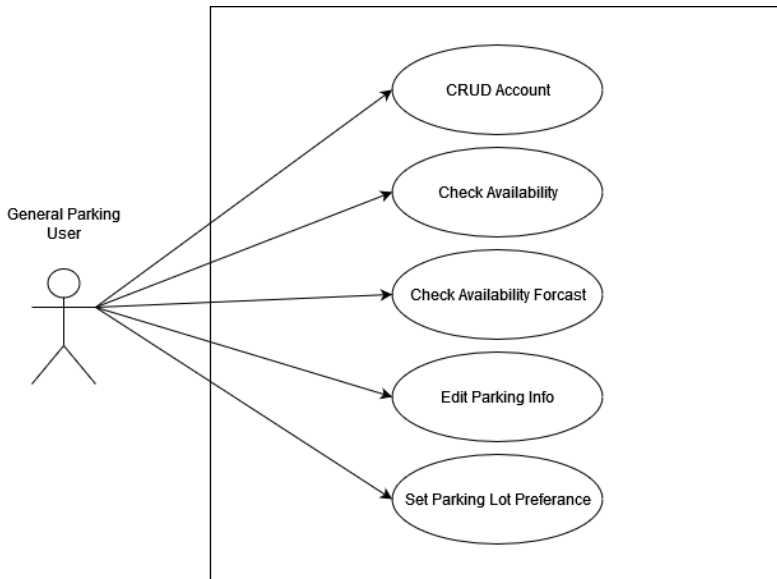 CRUD Account
Check Availability
General Parking
User
Check Availability Forcast
Edit Parking Info
Set Parking Lot Preferance